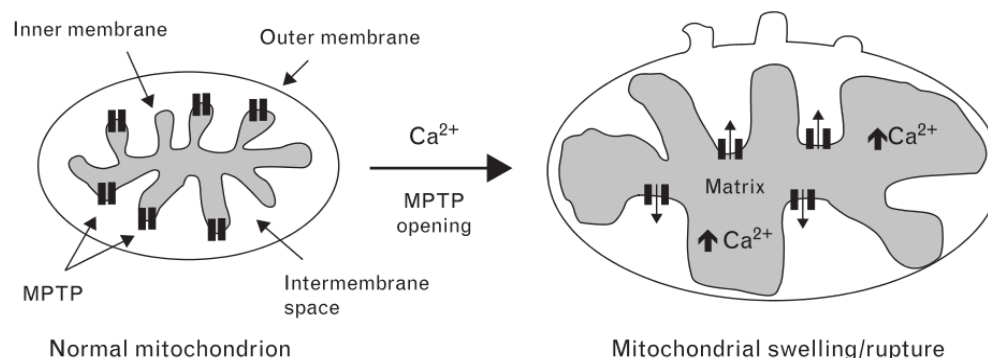 Inner membrane
Outer membrane
Ca²⁺
MPTP
opening
MPTP
Intermembrane
space
Normal mitochondrion
Ca²⁺
Matrix
Ca²⁺
Mitochondrial swelling/rupture